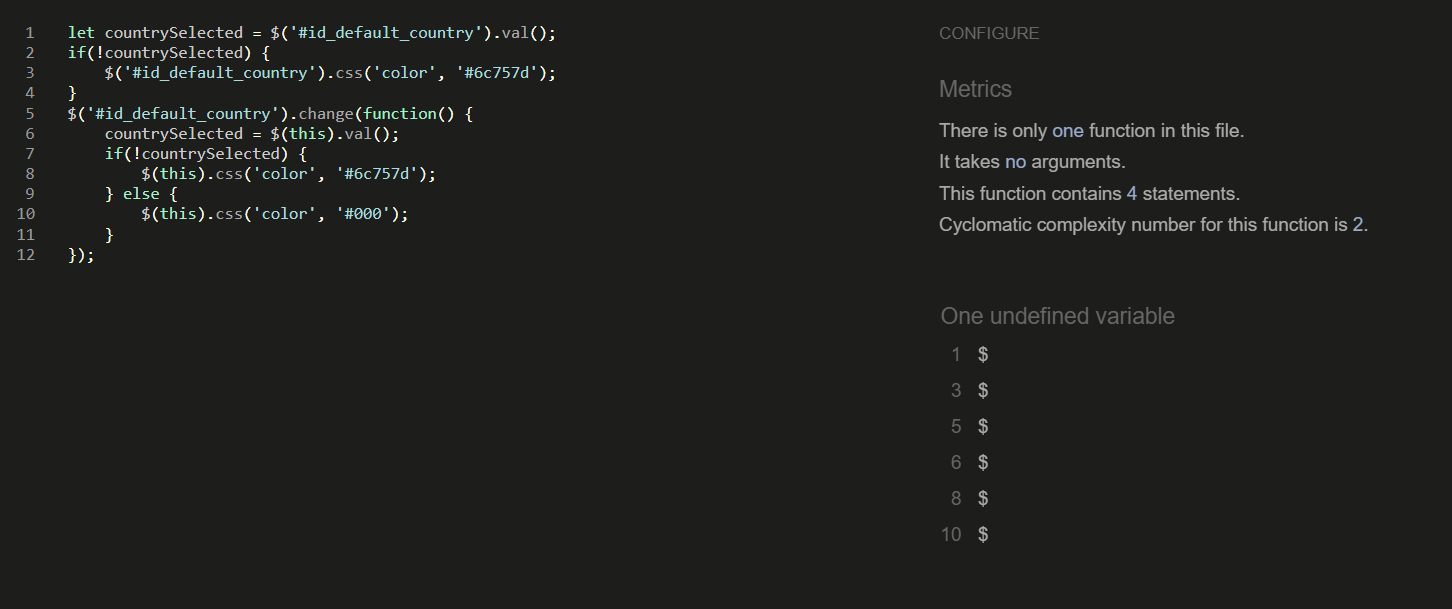 1 let countrySelected = $('#id_default_country').val();
2 if(!countrySelected) {
3 $('#id_default_country').css('color', '#6c757d');
4 }
5 $('#id_default_country').change(function() {
6 countrySelected = $(this).val();
7 if(!countrySelected) {
8 $(this).css('color', '#6c757d');
9 } else {
10 $(this).css('color', '#000');
11 }
12 });
CONFIGURE
Metrics
There is only one function in this file.
It takes no arguments.
This function contains 4 statements.
Cyclomatic complexity number for this function is 2.
One undefined variable
1 $
3 $
5 $
6 $
8 $
10 $